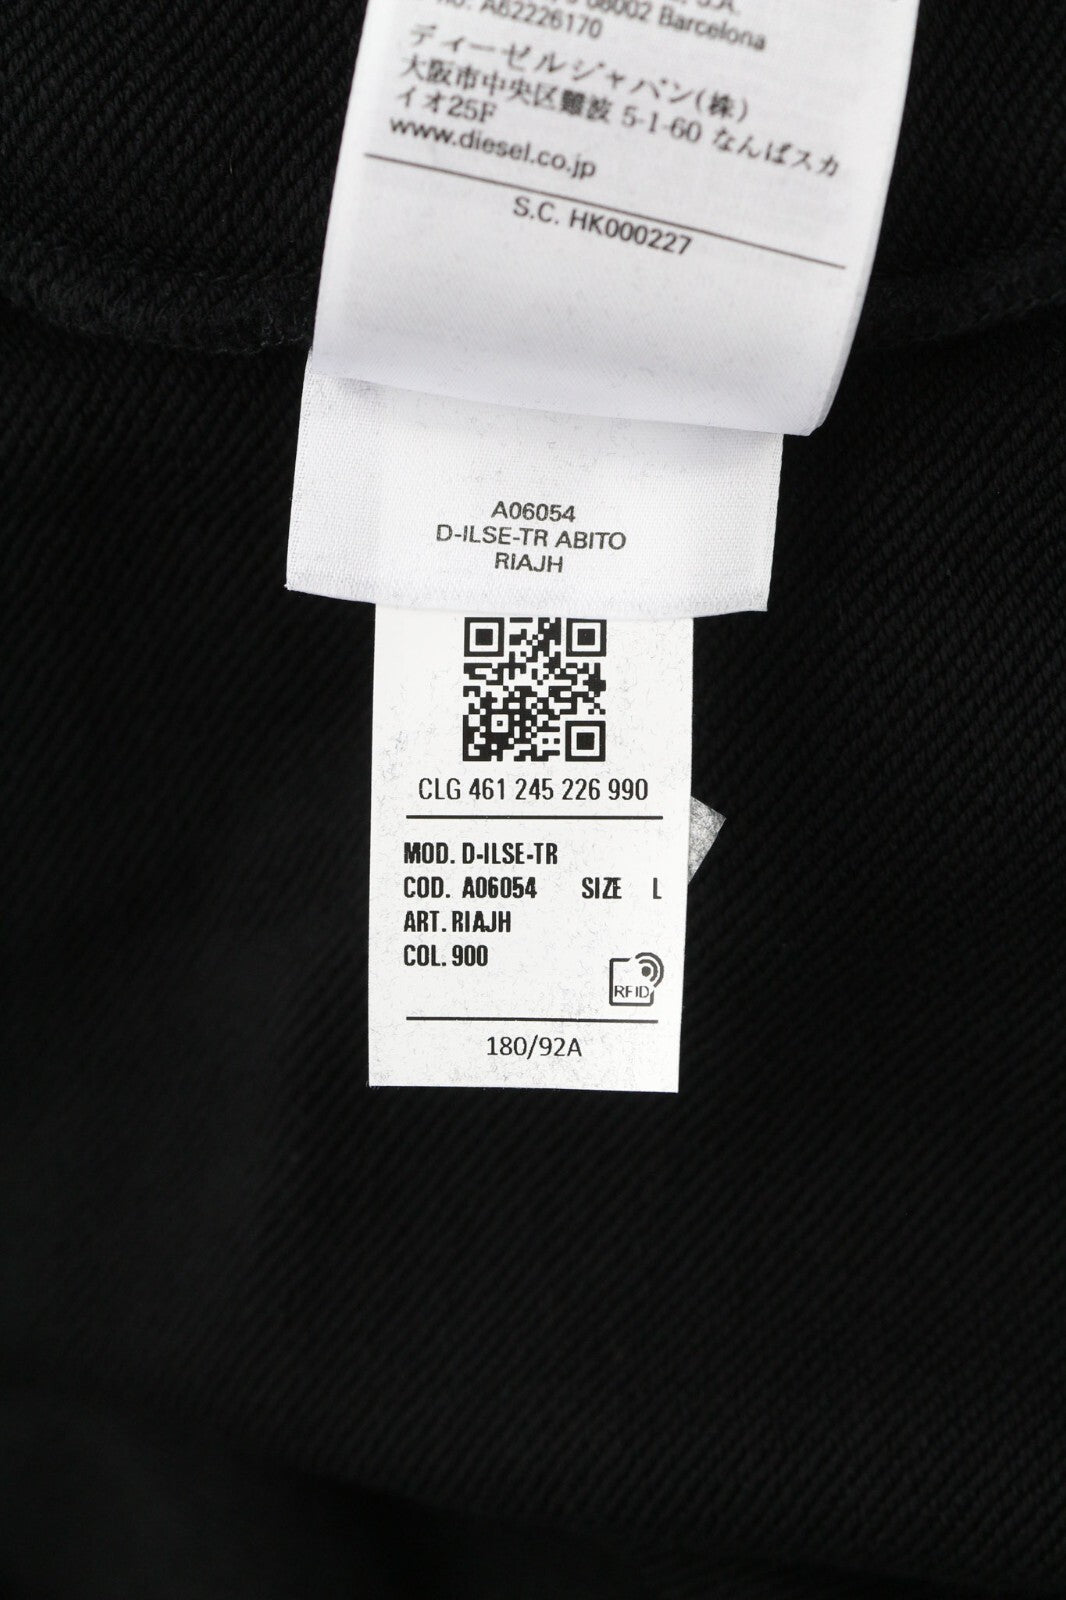 08002 Barcelona
no. A62226170
ディーゼルジャパン(株)
大阪市中央区難波 5-1-60 なんばスカ
イオ25F
www.diesel.co.jp
S.C. HK000227
A06054
D-ILSE-TR ABITO
RIAJH
CLG 461 245 226 990
MOD. D-ILSE-TR
COD. A06054 SIZE L
ART. RIAJH
COL. 900
RFID
180/92A